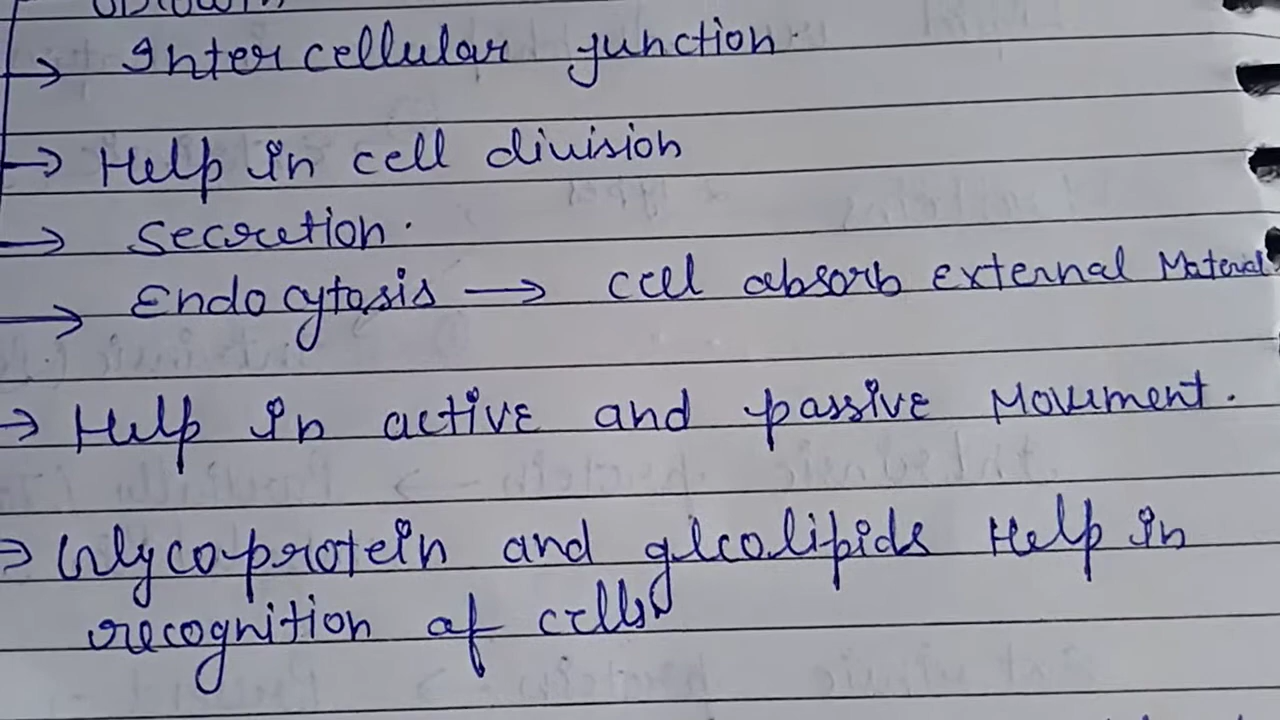 → Intercellular junction.
→ Help in cell division
→ Secretion.
→ Endocytosis → cell absorb external Material.
→ Help in active and passive Movement.
⇒ Glycoprotein and glcolipids Help in
recognition of cells